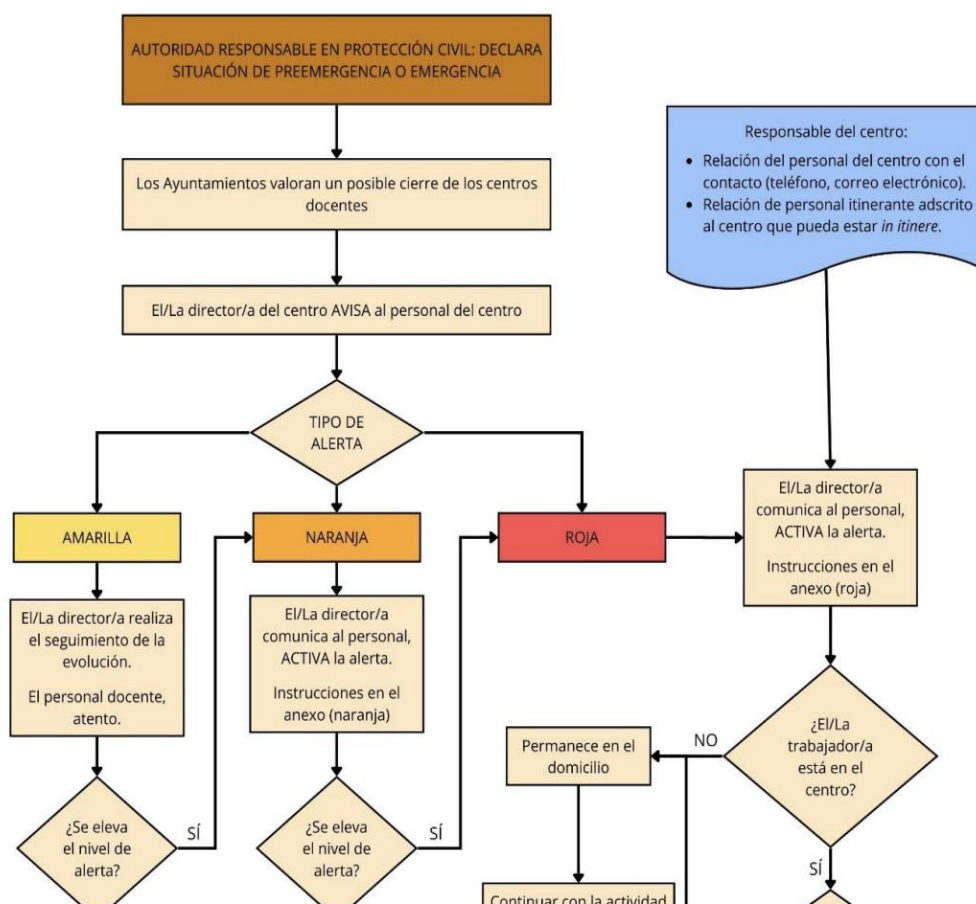 AUTORIDAD RESPONSABLE EN PROTECCIÓN CIVIL: DECLARA
SITUACIÓN DE PREEMERGENCIA O EMERGENCIA
Los Ayuntamientos valoran un posible cierre de los centros
docentes
El/La director/a del centro AVISA al personal del centro
Responsable del centro:
• Relación del personal del centro con el
contacto (teléfono, correo electrónico).
• Relación de personal itinerante adscrito
al centro que pueda estar in itinere.
TIPO DE
ALERTA
AMARILLA
NARANJA
ROJA
El/La director/a realiza
el seguimiento de la
evolución.
El personal docente,
atento.
El/La director/a
comunica al personal,
ACTIVA la alerta.
Instrucciones en el
anexo (naranja)
El/La director/a
comunica al personal,
ACTIVA la alerta.
Instrucciones en el
anexo (roja)
¿Se eleva
el nivel de
alerta?
SÍ
¿Se eleva
el nivel de
alerta?
SÍ
¿El/La
trabajador/a
está en el
centro?
NO
Permanece en el
domicilio
SÍ
Continuar con la actividad